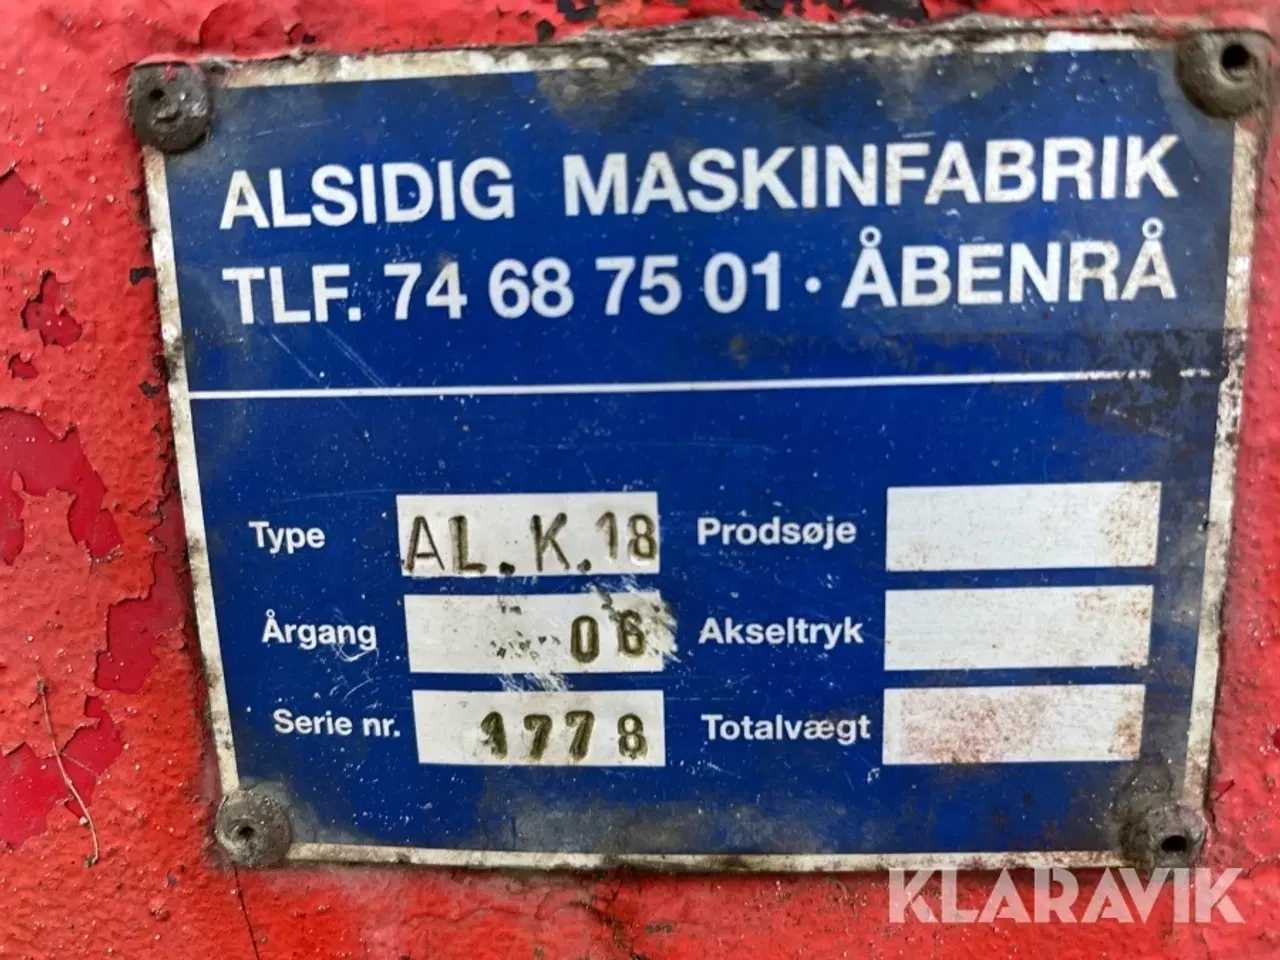 ALSIDIG MASKINFABRIK
TLF. 74 68 75 01 · ÅBENRÅ
Type AL.K.18 Prodsøje
Årgang 06 Akseltryk
Serie nr. 1778 Totalvægt
KLARAVIK